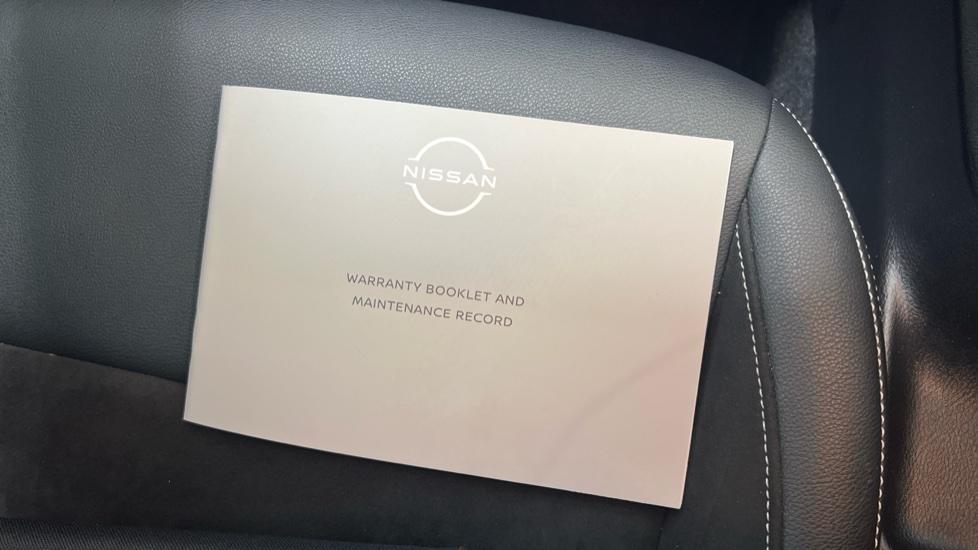 NISSAN
WARRANTY BOOKLET AND
MAINTENANCE RECORD